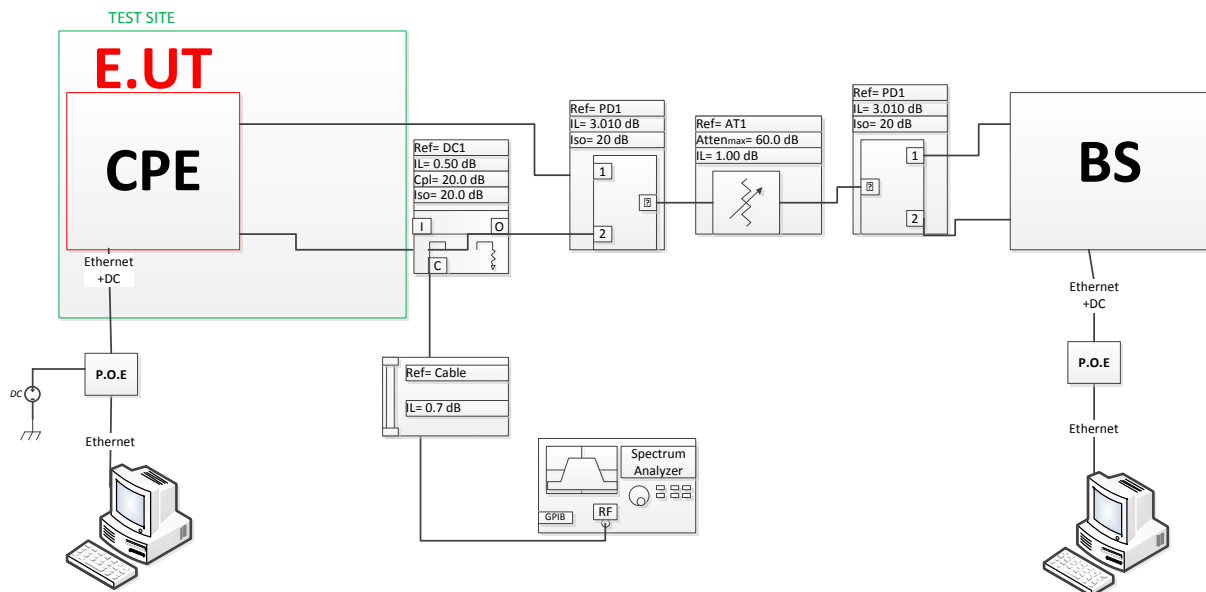 TEST SITE
E.UT
CPE
Ethernet
+DC
P.O.E
DC
Ethernet
Ref= DC1
IL= 0.50 dB
Cpl= 20.0 dB
Iso= 20.0 dB
I
O
C
Ref= Cable
IL= 0.7 dB
Spectrum
Analyzer
GPIB
RF
Ref= PD1
IL= 3.010 dB
Iso= 20 dB
1
2
?
Ref= AT1
Attenmax= 60.0 dB
IL= 1.00 dB
Ref= PD1
IL= 3.010 dB
Iso= 20 dB
1
2
?
BS
Ethernet
+DC
P.O.E
Ethernet